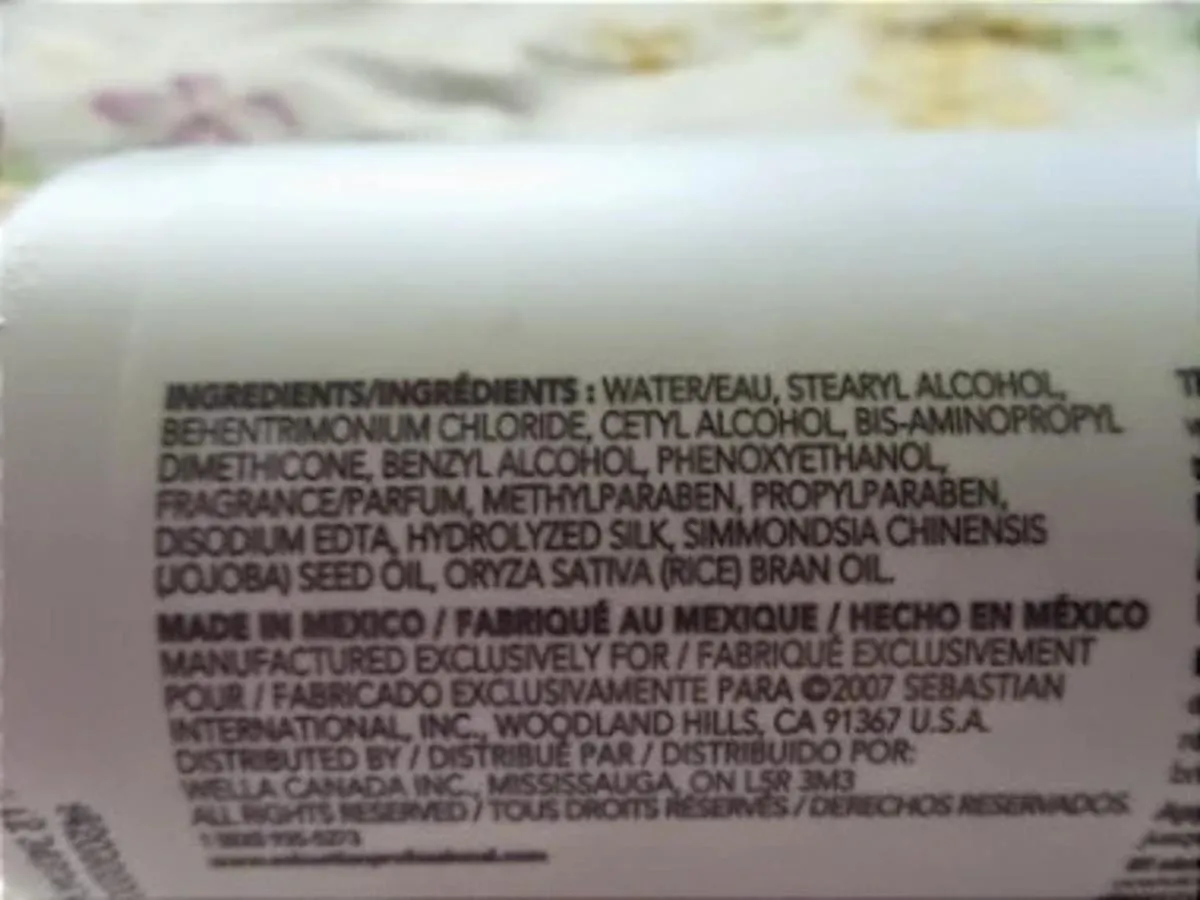 INGREDIENTS/INGRÉDIENTS : WATER/EAU, STEARYL ALCOHOL,
BEHENTRIMONIUM CHLORIDE, CETYL ALCOHOL, BIS-AMINOPROPYL
DIMETHICONE, BENZYL ALCOHOL, PHENOXYETHANOL,
FRAGRANCE/PARFUM, METHYLPARABEN, PROPYLPARABEN,
DISODIUM EDTA, HYDROLYZED SILK, SIMMONDSIA CHINENSIS
(JOJOBA) SEED OIL, ORYZA SATIVA (RICE) BRAN OIL.
MADE IN MEXICO / FABRIQUÉ AU MEXIQUE / HECHO EN MÉXICO
MANUFACTURED EXCLUSIVELY FOR / FABRIQUÉ EXCLUSIVEMENT
POUR / FABRICADO EXCLUSIVAMENTE PARA ©2007 SEBASTIAN
INTERNATIONAL, INC., WOODLAND HILLS, CA 91367 U.S.A.
DISTRIBUTED BY / DISTRIBUÉ PAR / DISTRIBUIDO POR:
WELLA CANADA INC., MISSISSAUGA, ON L5R 3M3
ALL RIGHTS RESERVED / TOUS DROITS RÉSERVÉS / DERECHOS RESERVADOS.